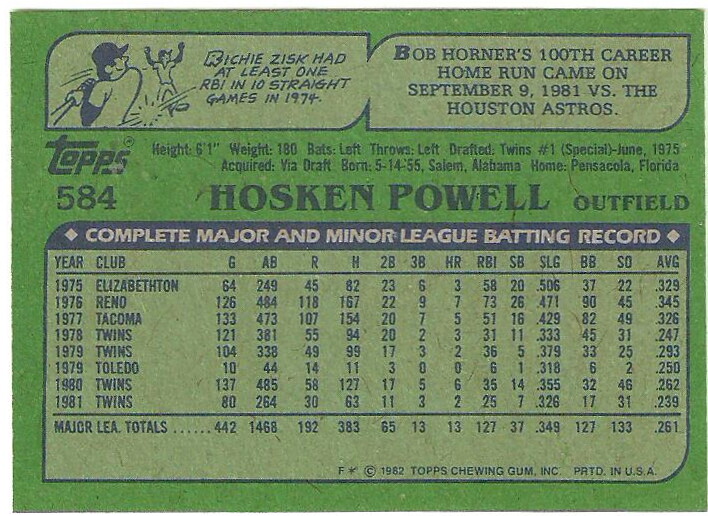 RICHIE ZISK HAD
AT LEAST ONE
RBI IN 10 STRAIGHT
GAMES IN 1974.
BOB HORNER'S 100TH CAREER
HOME RUN CAME ON
SEPTEMBER 9, 1981 VS. THE
HOUSTON ASTROS.
Topps®
Height: 6'1" Weight: 180 Bats: Left Throws: Left Drafted: Twins #1 (Special)-June, 1975
Acquired: Via Draft Born: 5-14-'55, Salem, Alabama Home: Pensacola, Florida
584 HOSKEN POWELL OUTFIELD
◆ COMPLETE MAJOR AND MINOR LEAGUE BATTING RECORD ◆
YEAR CLUB G AB R H 2B 3B HR RBI SB SLG BB SO AVG
1975 ELIZABETHTON 64 249 45 82 23 6 3 58 20 .506 37 22 .329
1976 RENO 126 484 118 167 22 9 7 73 26 .471 90 45 .345
1977 TACOMA 133 473 107 154 20 7 5 51 16 .429 82 49 .326
1978 TWINS 121 381 55 94 20 2 3 31 11 .333 45 31 .247
1979 TWINS 104 338 49 99 17 3 2 36 5 .379 33 25 .293
1979 TOLEDO 10 44 14 11 3 0 0 6 1 .318 6 2 .250
1980 TWINS 137 485 58 127 17 5 6 35 14 .355 32 46 .262
1981 TWINS 80 264 30 63 11 3 2 25 7 .326 17 31 .239
MAJOR LEA. TOTALS ...... 442 1468 192 383 65 13 13 127 37 .349 127 133 .261
F* © 1982 TOPPS CHEWING GUM, INC. PRTD. IN U.S.A.